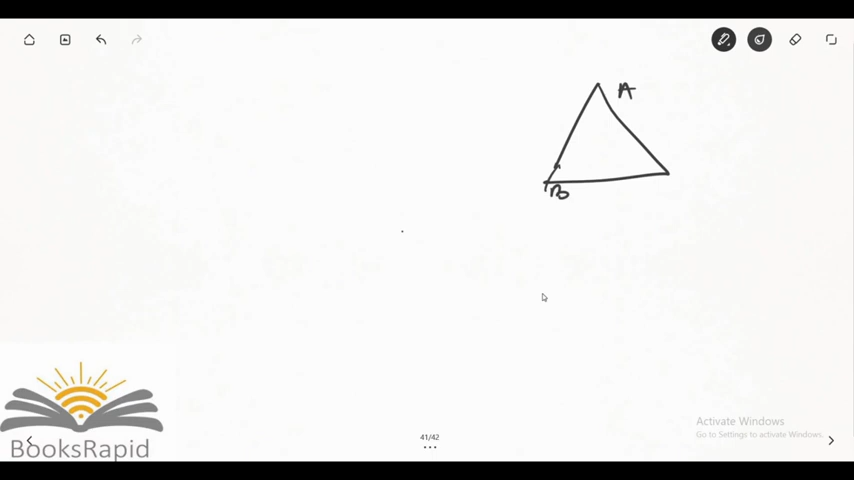 A
B
41/42
Activate Windows
Go to Settings to activate Windows.
BooksRapid